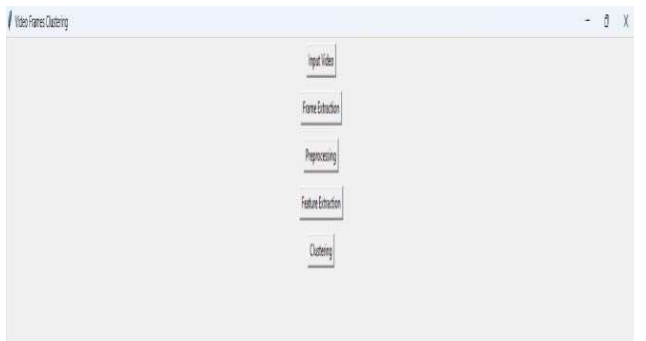 Video Frames Clustering
Input Video
Frame Extraction
Preprocessing
Feature Extraction
Clustering